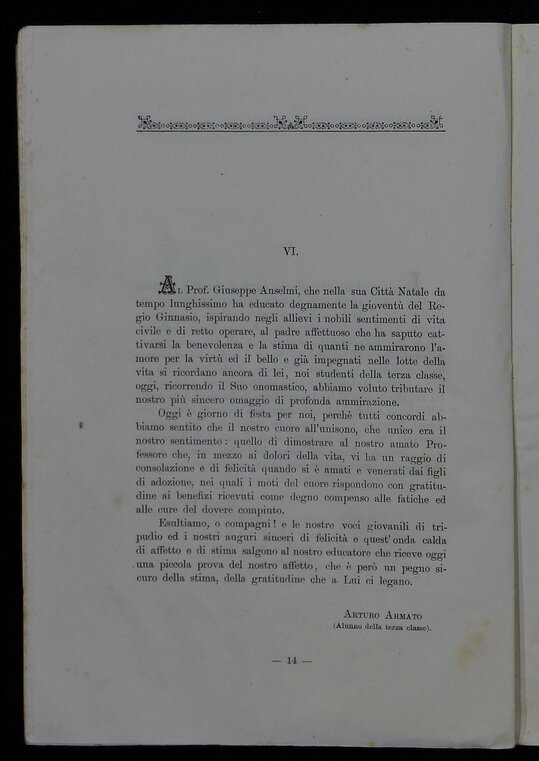 VI.
Al Prof. Giuseppe Anselmi, che nella sua Città Natale da
tempo lunghissimo ha educato degnamente la gioventù del Re-
gio Ginnasio, ispirando negli allievi i nobili sentimenti di vita
civile e di retto operare, al padre affettuoso che ha saputo cat-
tivarsi la benevolenza e la stima di quanti ne ammirarono l'a-
more per la virtù ed il bello e già impegnati nelle lotte della
vita si ricordano ancora di lei, noi studenti della terza classe,
oggi, ricorrendo il Suo onomastico, abbiamo voluto tributare il
nostro più sincero omaggio di profonda ammirazione.
Oggi è giorno di festa per noi, perchè tutti concordi ab-
biamo sentito che il nostro cuore all'unisono, che unico era il
nostro sentimento : quello di dimostrare al nostro amato Pro-
fessore che, in mezzo ai dolori della vita, vi ha un raggio di
consolazione e di felicità quando si è amati e venerati dai figli
di adozione, nei quali i moti del cuore rispondono con gratitu-
dine ai benefizi ricevuti come degno compenso alle fatiche ed
alle cure del dovere compiuto.
Esultiamo, o compagni! e le nostre voci giovanili di tri-
pudio ed i nostri auguri sinceri di felicità e quest'onda calda
di affetto e di stima salgono al nostro educatore che riceve oggi
una piccola prova del nostro affetto, che è però un pegno si-
curo della stima, della gratitudine che a Lui ci legano.
ARTURO ARMATO
(Alunno della terza classe).
— 14 —